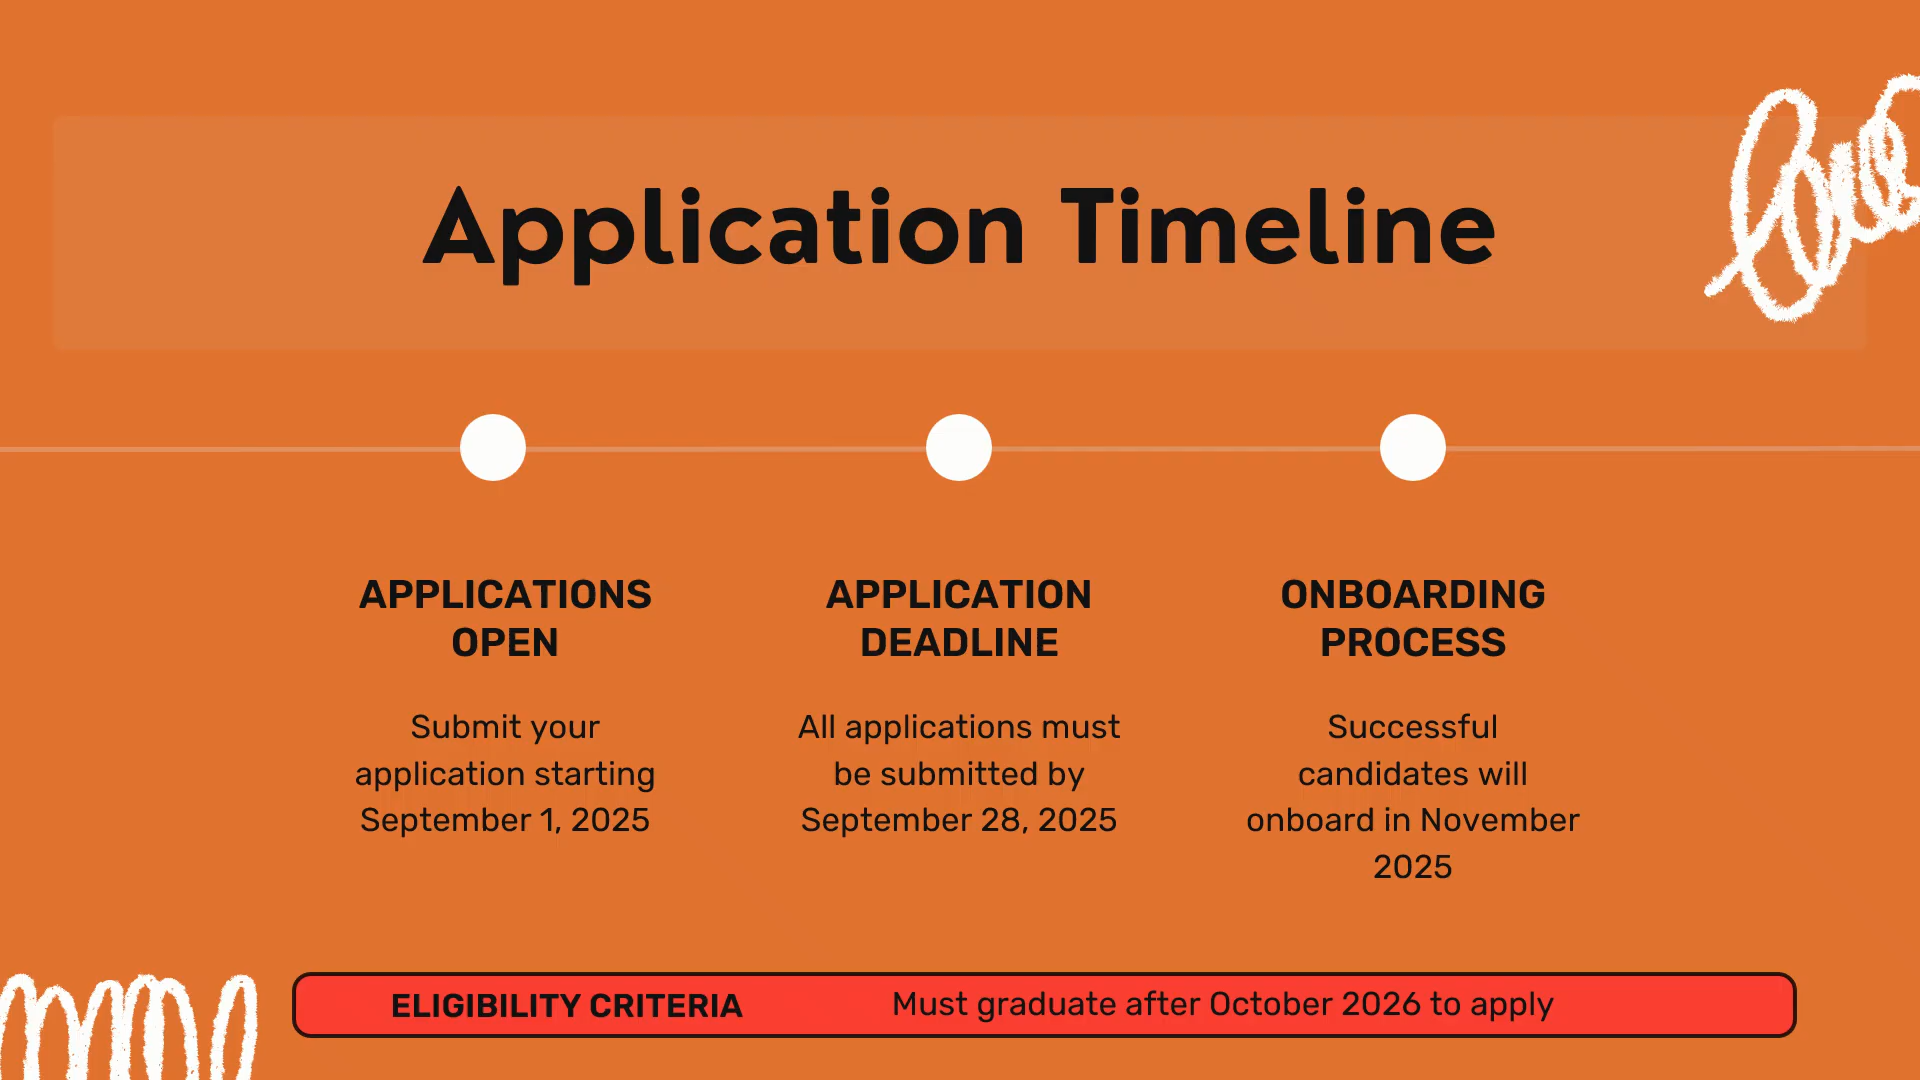 Application Timeline
APPLICATIONS
OPEN
Submit your
application starting
September 1, 2025
APPLICATION
DEADLINE
All applications must
be submitted by
September 28, 2025
ONBOARDING
PROCESS
Successful
candidates will
onboard in November
2025
ELIGIBILITY CRITERIA
Must graduate after October 2026 to apply